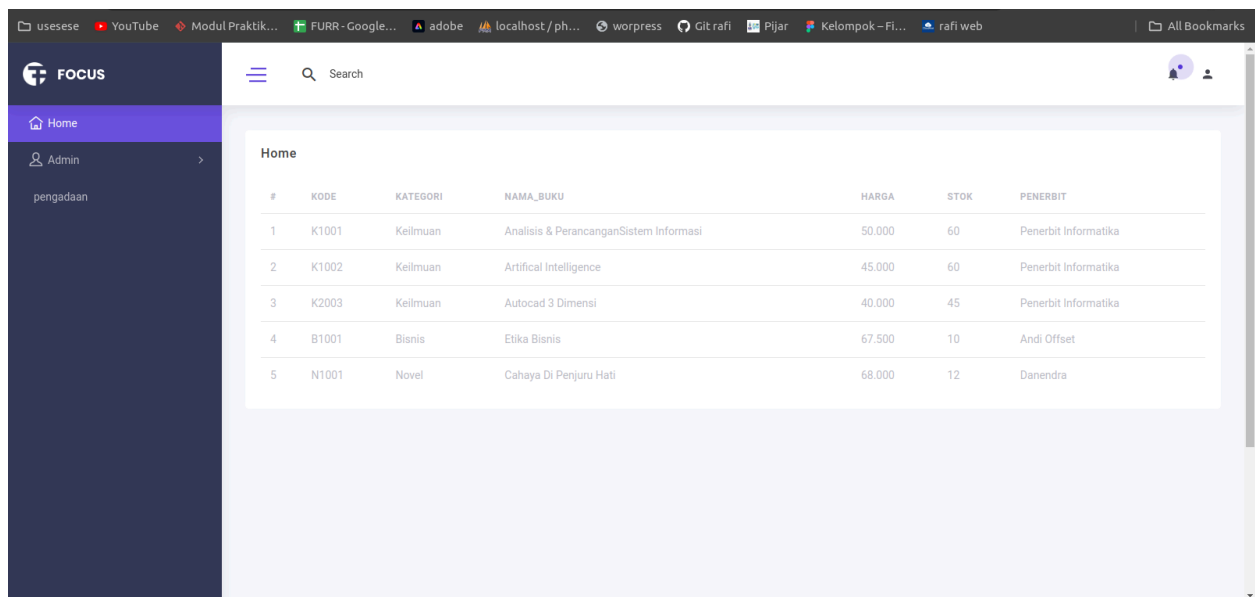 usesese YouTube Modul Praktik... FURR - Google... adobe localhost / ph... worpress Git rafi Pijar Kelompok – Fi... rafi web All Bookmarks
FOCUS Search
Home
Admin
pengadaan
Home
# KODE KATEGORI NAMA_BUKU HARGA STOK PENERBIT
1 K1001 Keilmuan Analisis & PerancanganSistem Informasi 50.000 60 Penerbit Informatika
2 K1002 Keilmuan Artifical Intelligence 45.000 60 Penerbit Informatika
3 K2003 Keilmuan Autocad 3 Dimensi 40.000 45 Penerbit Informatika
4 B1001 Bisnis Etika Bisnis 67.500 10 Andi Offset
5 N1001 Novel Cahaya Di Penjuru Hati 68.000 12 Danendra